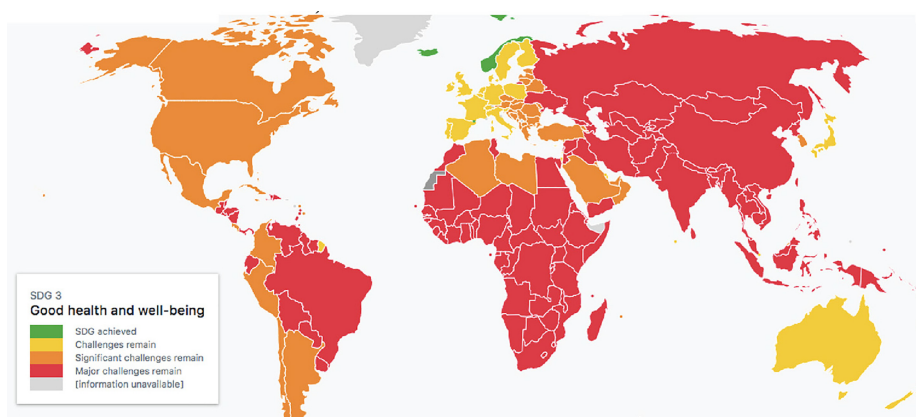 SDG 3
Good health and well-being
SDG achieved
Challenges remain
Significant challenges remain
Major challenges remain
[information unavailable]